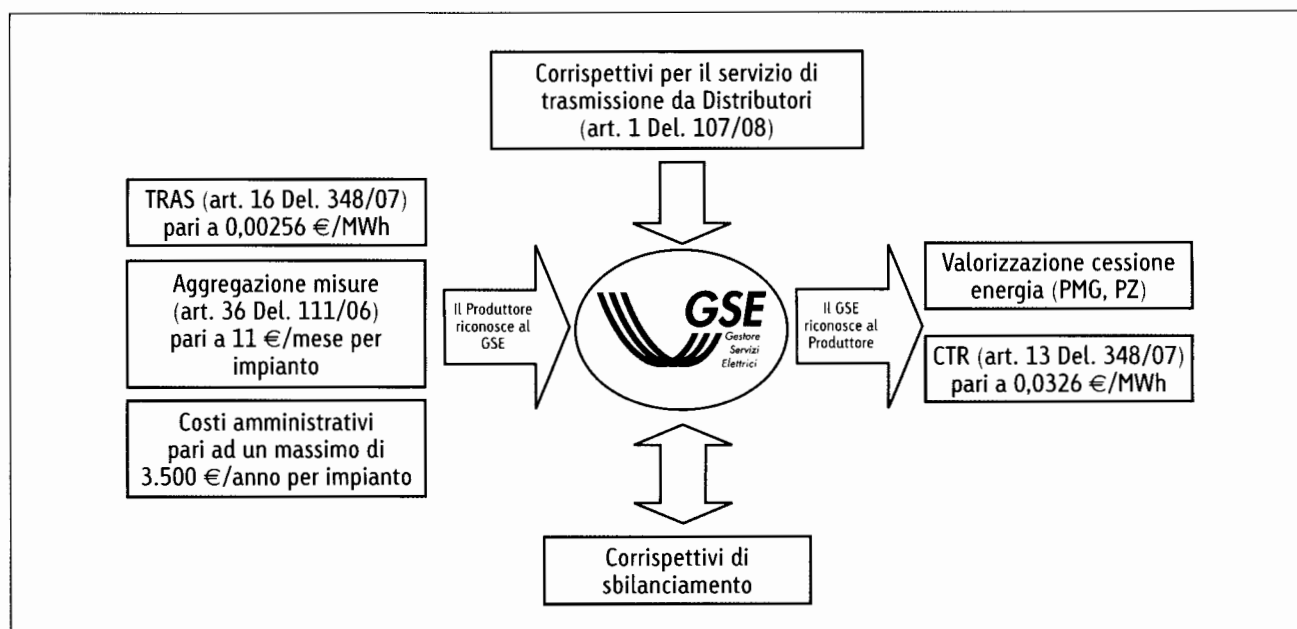 Corrispettivi per il servizio di
trasmissione da Distributori
(art. 1 Del. 107/08)
TRAS (art. 16 Del. 348/07)
pari a 0,00256 €/MWh
Aggregazione misure
(art. 36 Del. 111/06)
pari a 11 €/mese per
impianto
Costi amministrativi
pari ad un massimo di
3.500 €/anno per impianto
Il Produttore
riconosce al
GSE
GSE
Gestore
Servizi
Elettrici
Il GSE
riconosce al
Produttore
Valorizzazione cessione
energia (PMG, PZ)
CTR (art. 13 Del. 348/07)
pari a 0,0326 €/MWh
Corrispettivi di
sbilanciamento